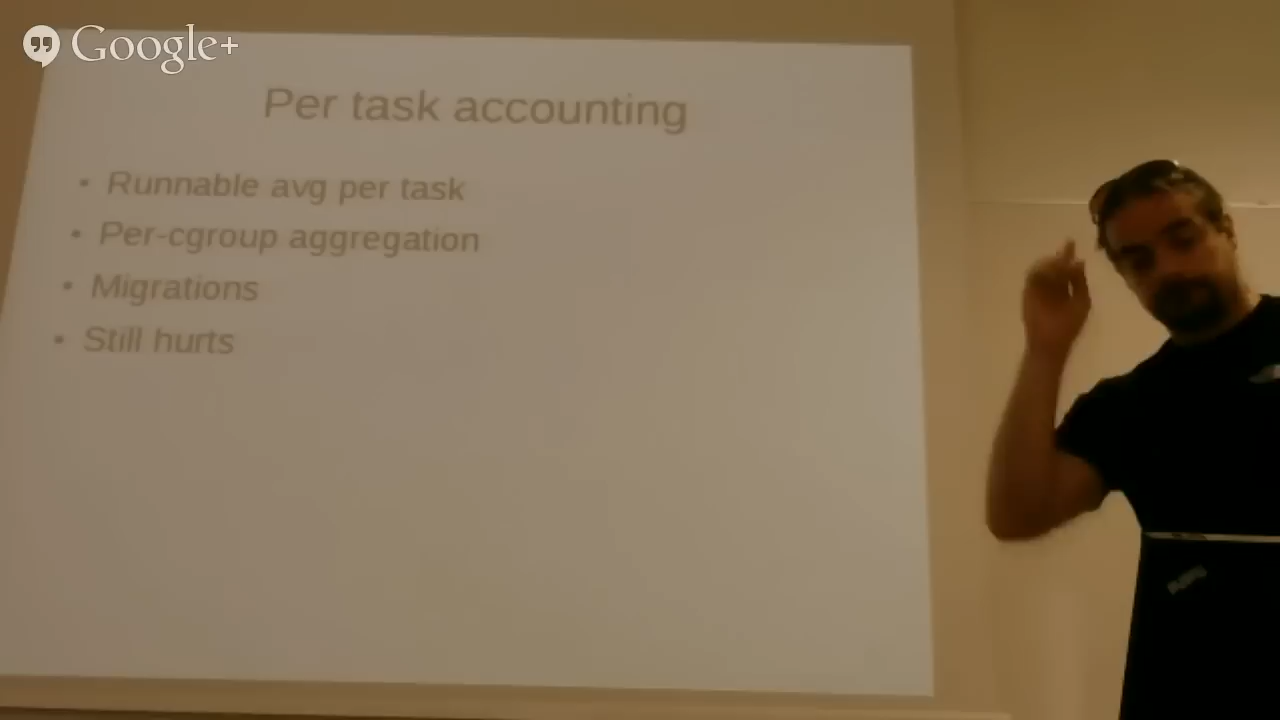 Google+
Per task accounting
• Runnable avg per task
• Per-cgroup aggregation
• Migrations
• Still hurts